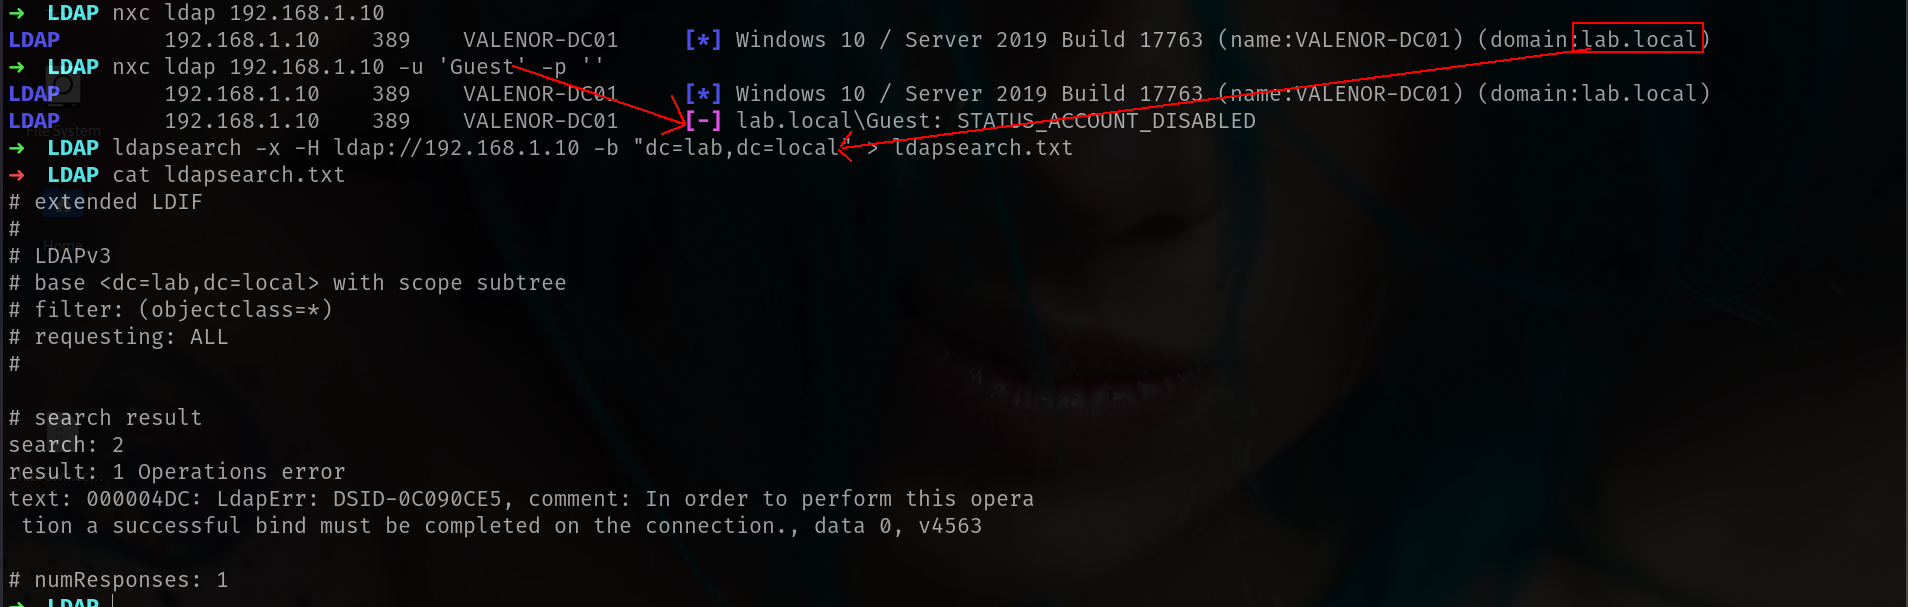 ➜ LDAP nxc ldap 192.168.1.10
LDAP 192.168.1.10 389 VALENOR-DC01 [*] Windows 10 / Server 2019 Build 17763 (name:VALENOR-DC01) (domain:lab.local)
➜ LDAP nxc ldap 192.168.1.10 -u 'Guest' -p ''
LDAP 192.168.1.10 389 VALENOR-DC01 [*] Windows 10 / Server 2019 Build 17763 (name:VALENOR-DC01) (domain:lab.local)
LDAP 192.168.1.10 389 VALENOR-DC01 [-] lab.local\Guest: STATUS_ACCOUNT_DISABLED
File System
➜ LDAP ldapsearch -x -H ldap://192.168.1.10 -b "dc=lab,dc=local" > ldapsearch.txt
➜ LDAP cat ldapsearch.txt
# extended LDIF
#
Home
# LDAPv3
# base <dc=lab,dc=local> with scope subtree
# filter: (objectclass=*)
# requesting: ALL
#
# search result
search: 2
result: 1 Operations error
text: 000004DC: LdapErr: DSID-0C090CE5, comment: In order to perform this opera
tion a successful bind must be completed on the connection., data 0, v4563
# numResponses: 1
➜ LDAP